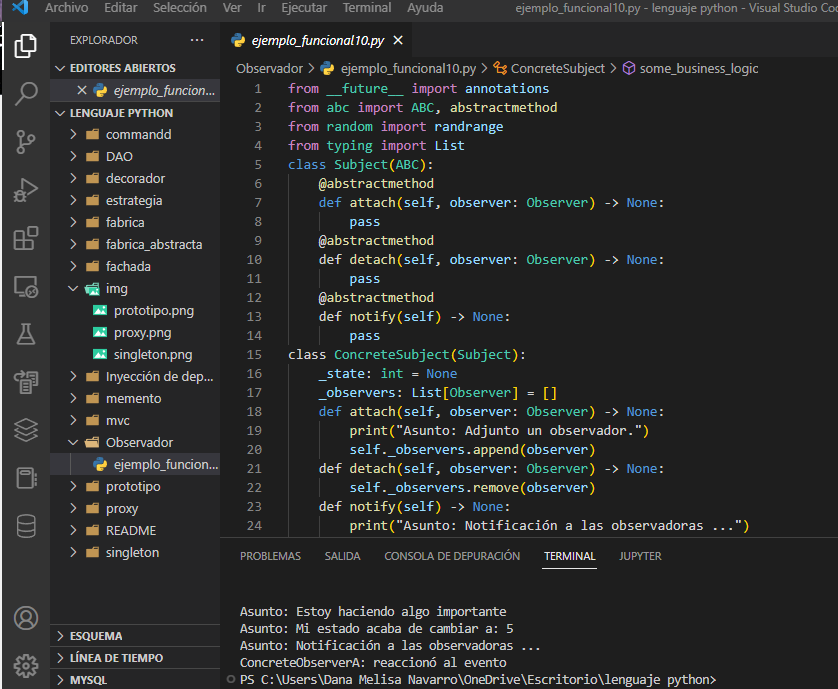 Archivo Editar Selección Ver Ir Ejecutar Terminal Ayuda ejemplo_funcional10.py - lenguaje python - Visual Studio
EXPLORADOR ...
EDITORES ABIERTOS
ejemplo_funcion...
LENGUAJE PYTHON
commandd
DAO
decorador
estrategia
fabrica
fabrica_abstracta
fachada
img
prototipo.png
proxy.png
singleton.png
Inyección de dep...
memento
mvc
Observador
ejemplo_funcion...
prototipo
proxy
README
singleton
ESQUEMA
LÍNEA DE TIEMPO
MYSQL
ejemplo_funcional10.py
Observador > ejemplo_funcional10.py > ConcreteSubject > some_business_logic
1 from __future__ import annotations
2 from abc import ABC, abstractmethod
3 from random import randrange
4 from typing import List
5 class Subject(ABC):
6 @abstractmethod
7 def attach(self, observer: Observer) -> None:
8 pass
9 @abstractmethod
10 def detach(self, observer: Observer) -> None:
11 pass
12 @abstractmethod
13 def notify(self) -> None:
14 pass
15 class ConcreteSubject(Subject):
16 _state: int = None
17 _observers: List[Observer] = []
18 def attach(self, observer: Observer) -> None:
19 print("Asunto: Adjunto un observador.")
20 self._observers.append(observer)
21 def detach(self, observer: Observer) -> None:
22 self._observers.remove(observer)
23 def notify(self) -> None:
24 print("Asunto: Notificación a las observadoras ...")
PROBLEMAS SALIDA CONSOLA DE DEPURACIÓN TERMINAL JUPYTER
Asunto: Estoy haciendo algo importante
Asunto: Mi estado acaba de cambiar a: 5
Asunto: Notificación a las observadoras ...
ConcreteObserverA: reaccionó al evento
PS C:\Users\Dana Melisa Navarro\OneDrive\Escritorio\lenguaje python>